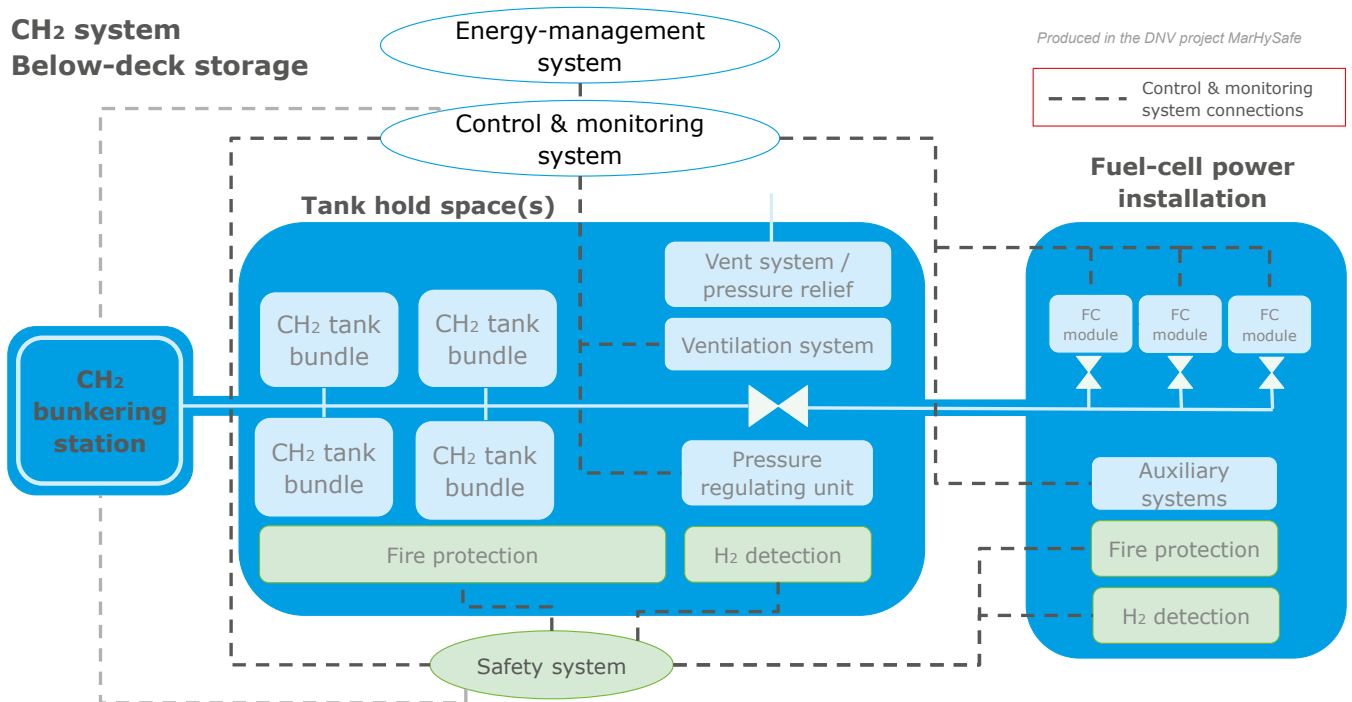 CH₂ system
Below-deck storage
Energy-management
system
Produced in the DNV project MarHySafe
Control & monitoring
system connections
Control & monitoring
system
Fuel-cell power
installation
Tank hold space(s)
Vent system /
pressure relief
CH₂ tank
bundle
CH₂ tank
bundle
Ventilation system
FC
module
FC
module
FC
module
CH₂
bunkering
station
CH₂ tank
bundle
CH₂ tank
bundle
Pressure
regulating unit
Auxiliary
systems
Fire protection
H₂ detection
Fire protection
H₂ detection
Safety system